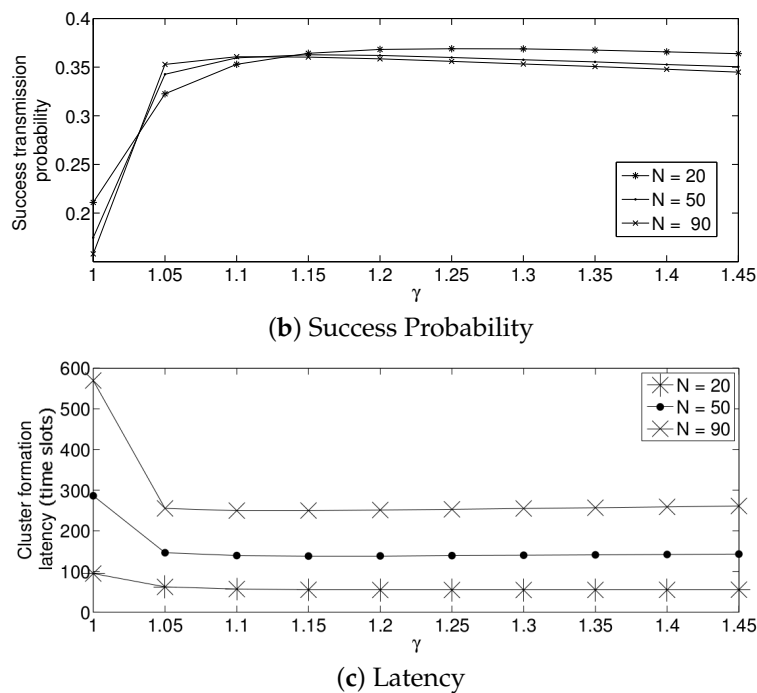 0.4
0.35
0.3
0.25
0.2
Success transmission
probability
N = 20
N = 50
N = 90
1 1.05 1.1 1.15 1.2 1.25 1.3 1.35 1.4 1.45
γ
(b) Success Probability
600
500
400
300
200
100
0
Cluster formation
latency (time slots)
N = 20
N = 50
N = 90
1 1.05 1.1 1.15 1.2 1.25 1.3 1.35 1.4 1.45
γ
(c) Latency